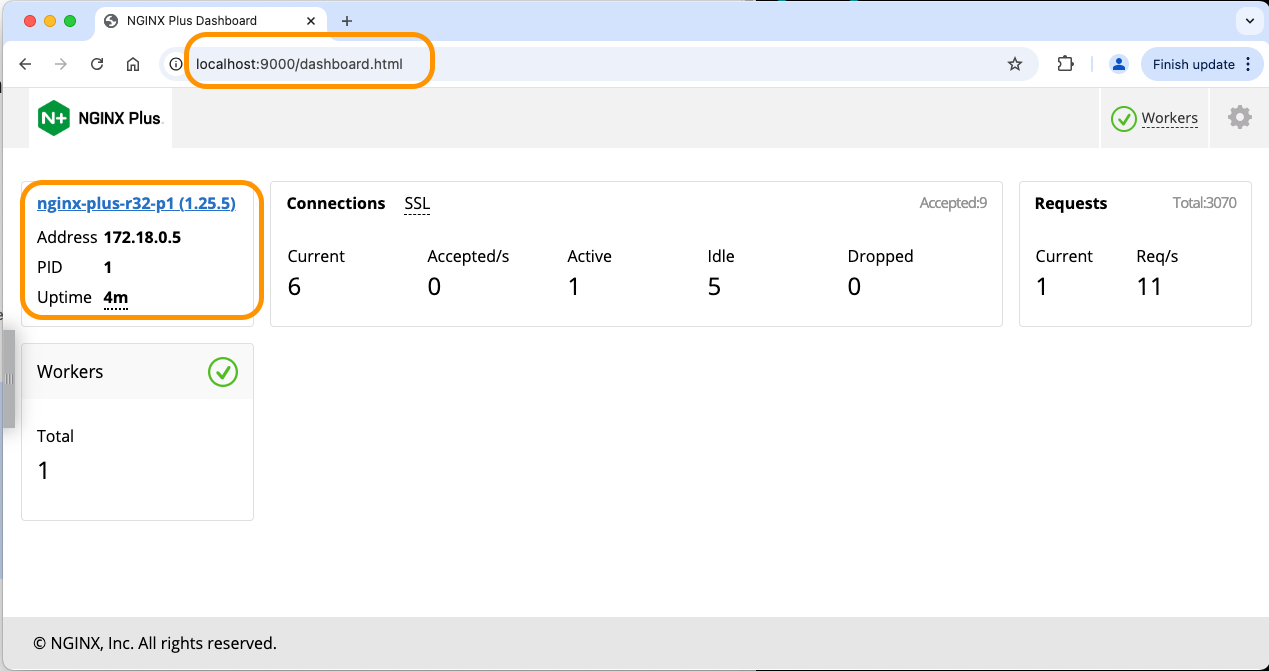 NGINX Plus Dashboard
localhost:9000/dashboard.html
Finish update
N+ NGINX Plus
Workers
nginx-plus-r32-p1 (1.25.5)
Address 172.18.0.5
PID 1
Uptime 4m
Connections SSL Accepted:9
Current Accepted/s Active Idle Dropped
6 0 1 5 0
Requests Total:3070
Current Req/s
1 11
Workers
Total
1
© NGINX, Inc. All rights reserved.